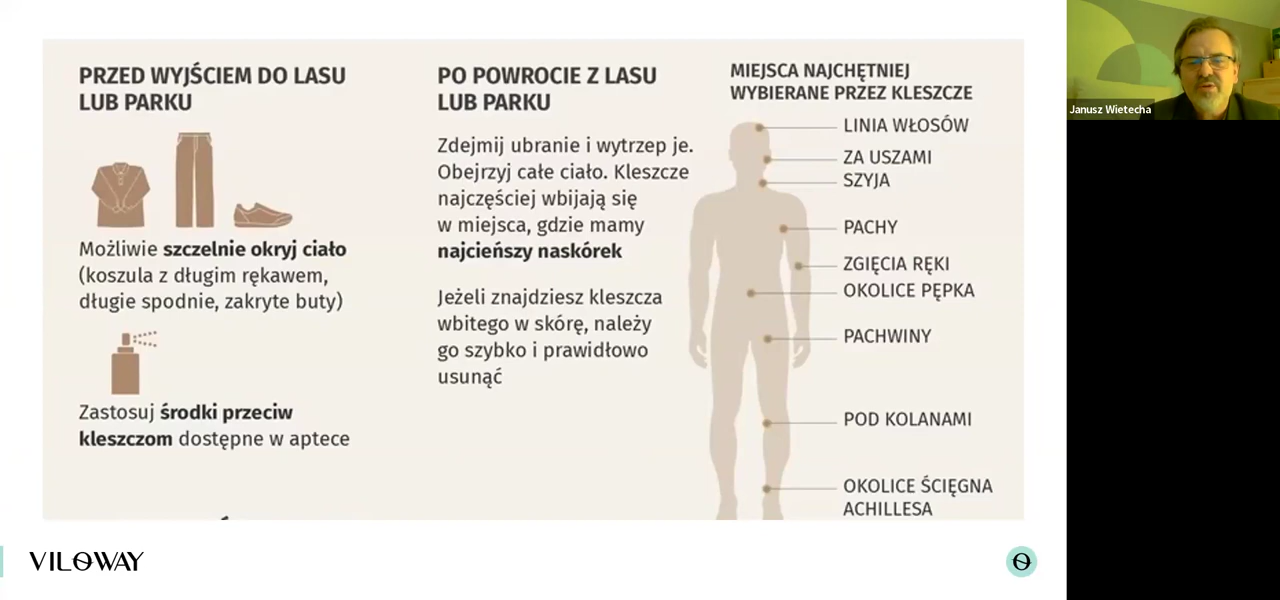 PRZED WYJŚCIEM DO LASU
LUB PARKU
Możliwie szczelnie okryj ciało
(koszula z długim rękawem,
długie spodnie, zakryte buty)
Zastosuj środki przeciw
kleszczom dostępne w aptece
PO POWROCIE Z LASU
LUB PARKU
Zdejmij ubranie i wytrzep je.
Obejrzyj całe ciało. Kleszcze
najczęściej wbijają się
w miejsca, gdzie mamy
najcieńszy naskórek
Jeżeli znajdziesz kleszcza
wbitego w skórę, należy
go szybko i prawidłowo
usunąć
MIEJSCA NAJCHĘTNIEJ
WYBIERANE PRZEZ KLESZCZE
LINIA WŁOSÓW
ZA USZAMI
SZYJA
PACHY
ZGIĘCIA RĘKI
OKOLICE PĘPKA
PACHWINY
POD KOLANAMI
OKOLICE ŚCIĘGNA
ACHILLESA
VILOWAY
Janusz Wietecha